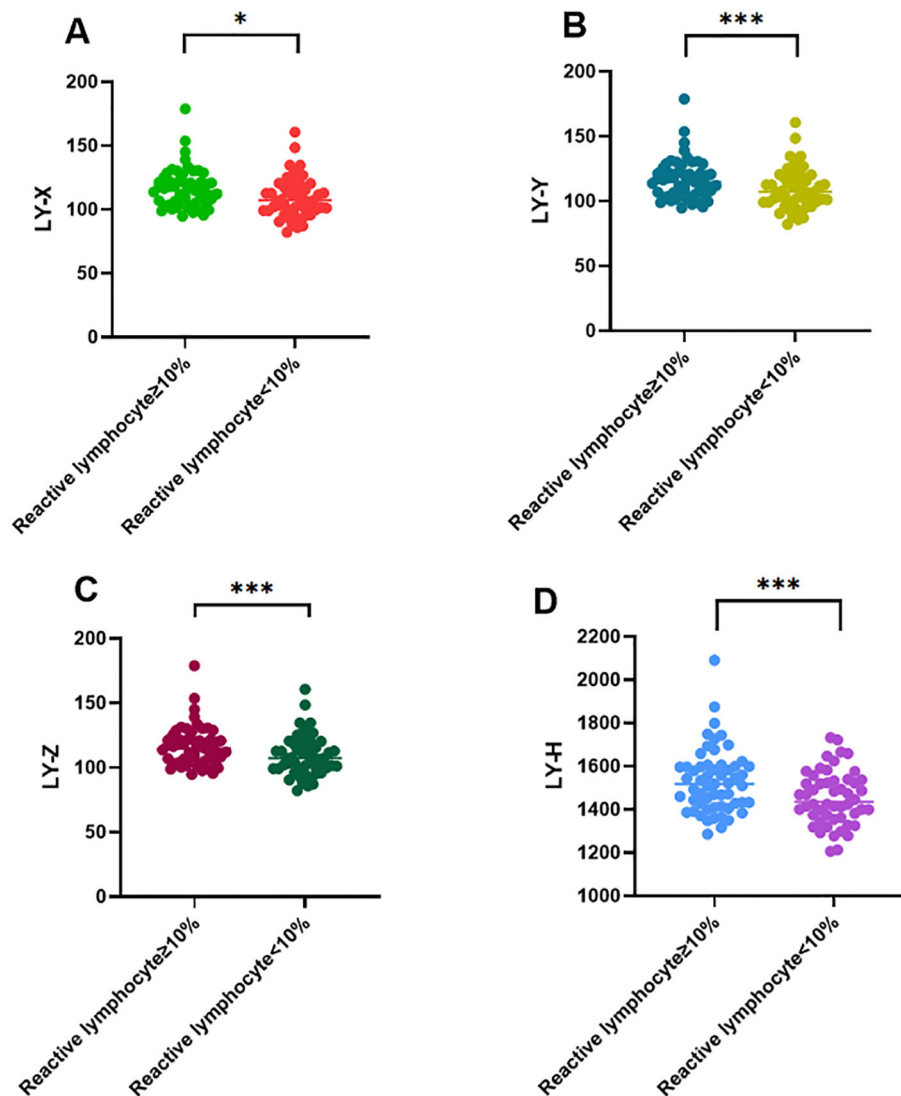 A
*
LY-X
200
150
100
50
0
Reactive lymphocyte≥10%
Reactive lymphocyte<10%
B
***
LY-Y
200
150
100
50
0
Reactive lymphocyte≥10%
Reactive lymphocyte<10%
C
***
LY-Z
200
150
100
50
0
Reactive lymphocyte≥10%
Reactive lymphocyte<10%
D
***
LY-H
2200
2000
1800
1600
1400
1200
1000
Reactive lymphocyte≥10%
Reactive lymphocyte<10%